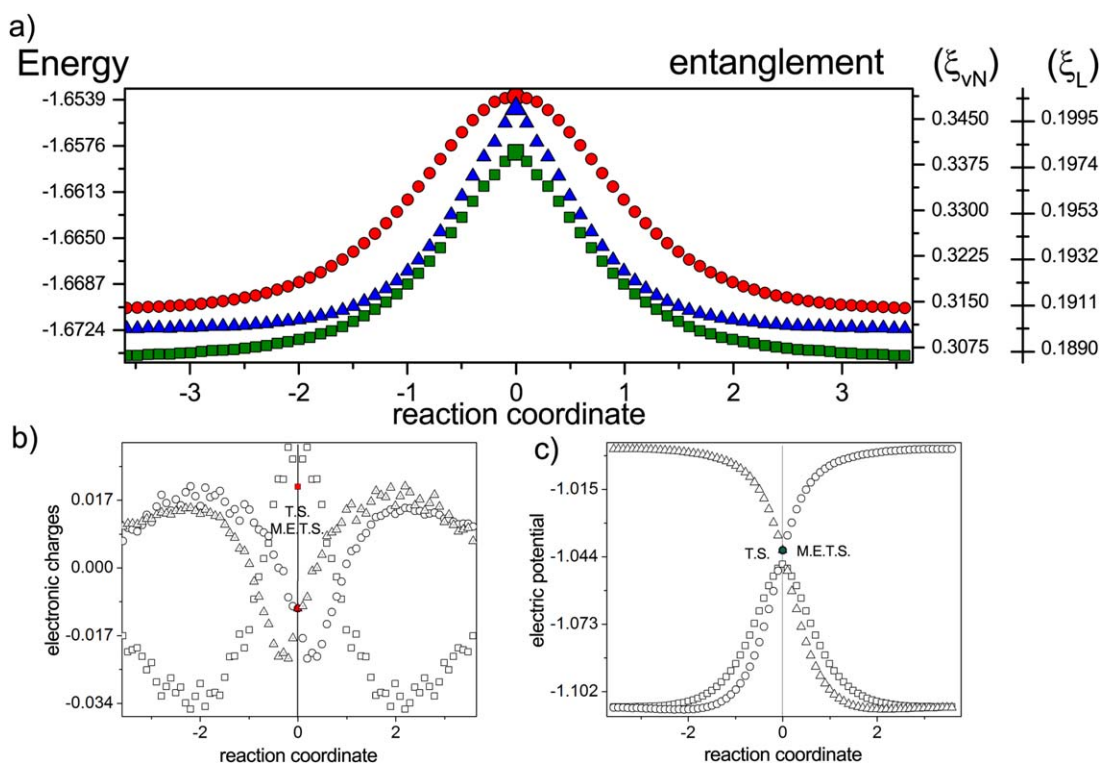 a)
Energy entanglement (ξvN) (ξL)
-1.6539
-1.6576
-1.6613
-1.6650
-1.6687
-1.6724
0.3450
0.3375
0.3300
0.3225
0.3150
0.3075
0.1995
0.1974
0.1953
0.1932
0.1911
0.1890
-3 -2 -1 0 1 2 3
reaction coordinate
b)
electronic charges
0.017
0.000
-0.017
-0.034
T.S.
M.E.T.S.
-2 0 2
reaction coordinate
c)
electric potential
-1.015
-1.044
-1.073
-1.102
T.S. M.E.T.S.
-2 0 2
reaction coordinate